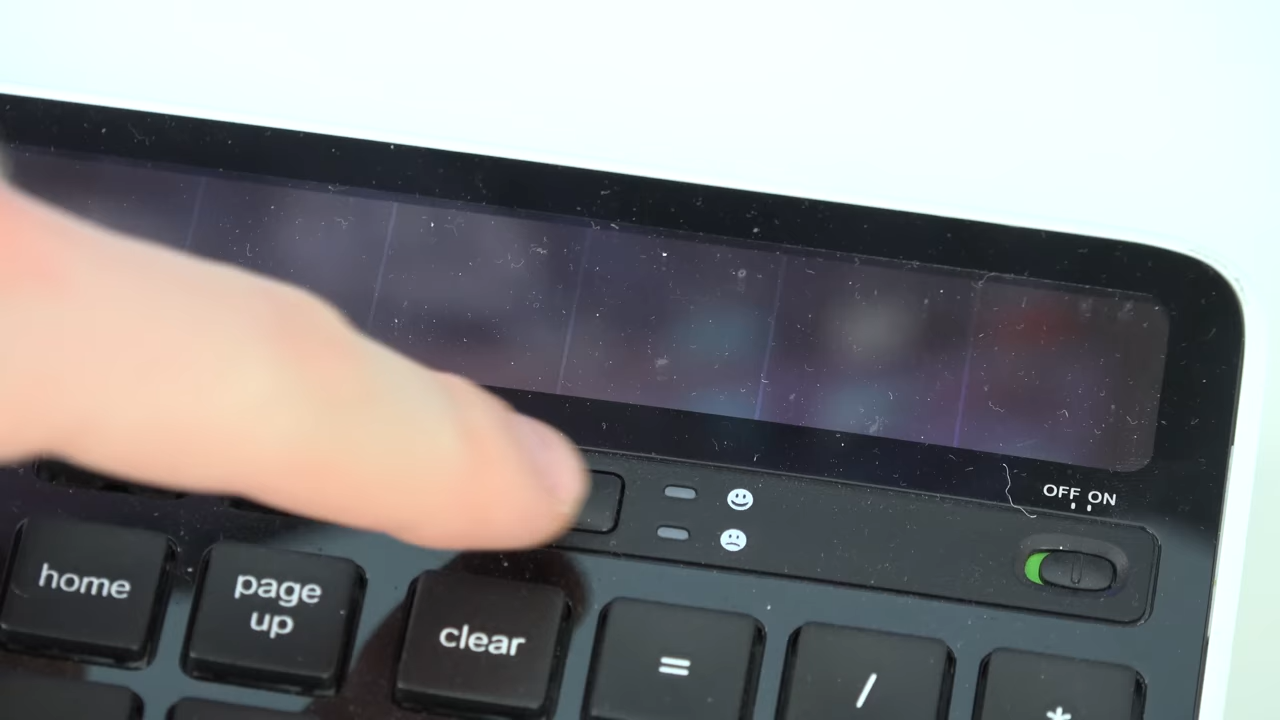 OFF ON
home
page
up
clear
=
/
*